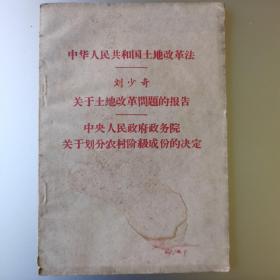 中华人民共和国土地改革法
刘少奇
关于土地改革問題的报告
中央人民政府政务院
关于划分农村阶級成份的决定